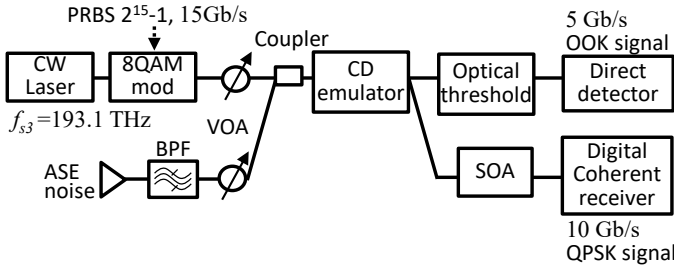 PRBS 2¹⁵-1, 15Gb/s
CW
Laser
8QAM
mod
Coupler
CD
emulator
Optical
threshold
5 Gb/s
OOK signal
Direct
detector
f_s3 =193.1 THz
VOA
ASE
noise
BPF
SOA
Digital
Coherent
receiver
10 Gb/s
QPSK signal